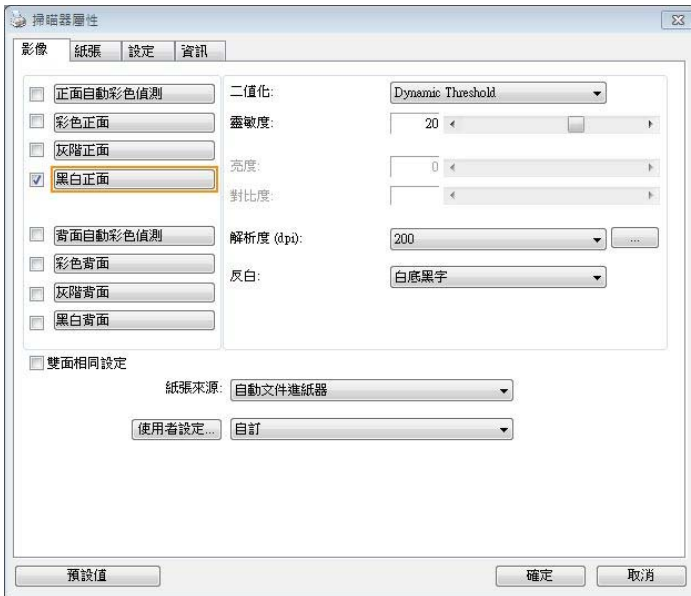 掃瞄器屬性
影像 紙張 設定 資訊
正面自動彩色偵測
彩色正面
灰階正面
黑白正面
背面自動彩色偵測
彩色背面
灰階背面
黑白背面
二值化: Dynamic Threshold
靈敏度: 20
亮度: 0
對比度:
解析度 (dpi): 200 ...
反白: 白底黑字
雙面相同設定
紙張來源: 自動文件進紙器
使用者設定... 自訂
預設值 確定 取消